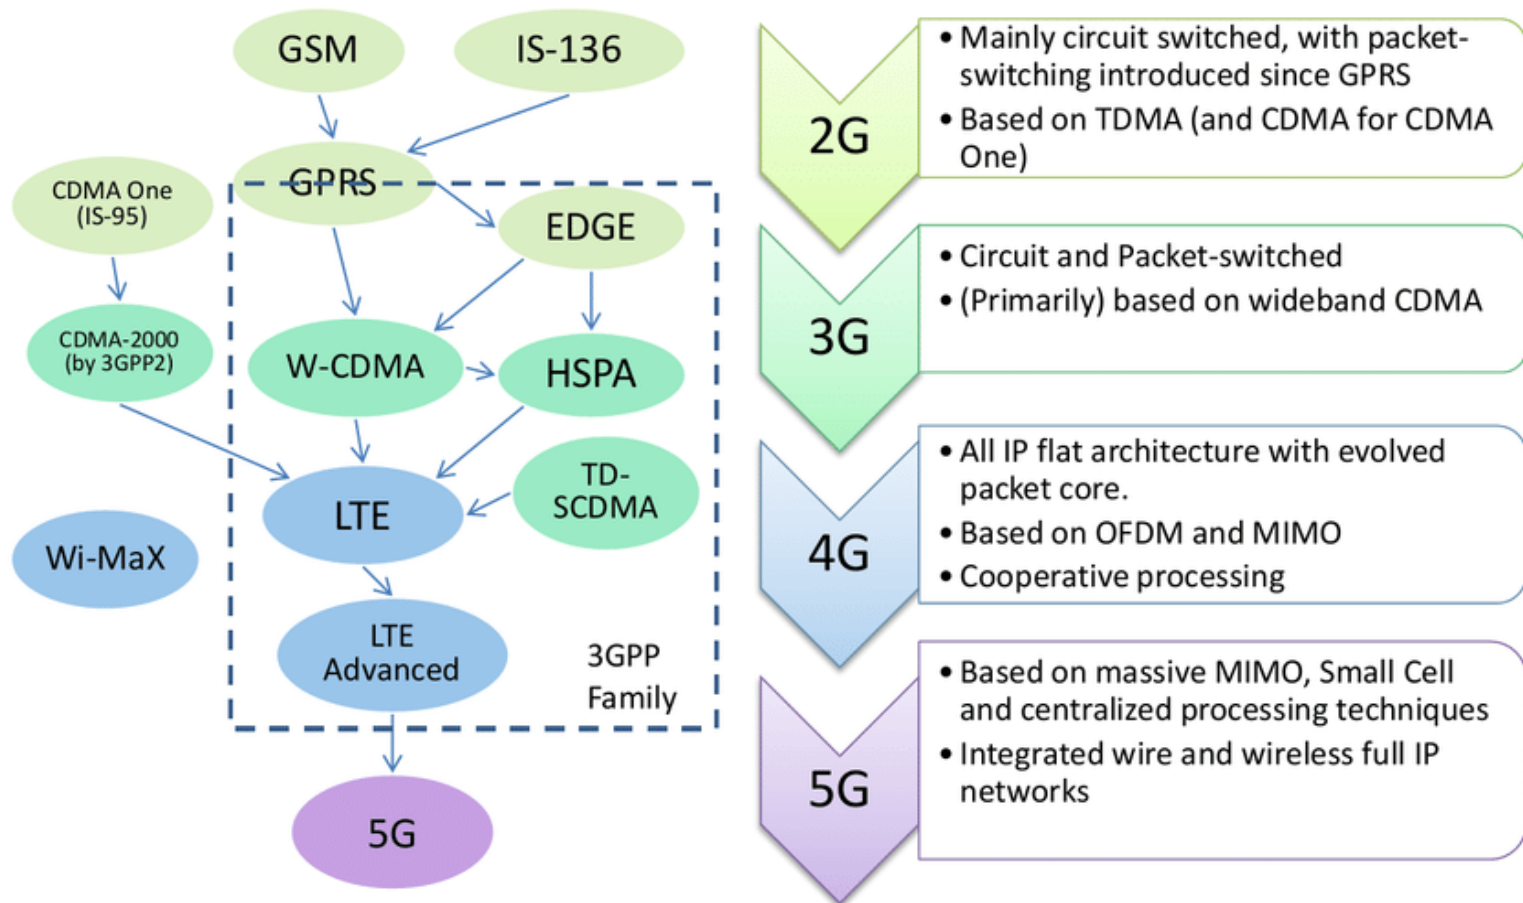 GSM
IS-136
GPRS
CDMA One
(IS-95)
EDGE
CDMA-2000
(by 3GPP2)
W-CDMA
HSPA
LTE
TD-
SCDMA
Wi-MaX
LTE
Advanced
3GPP
Family
5G
2G
• Mainly circuit switched, with packet-
switching introduced since GPRS
• Based on TDMA (and CDMA for CDMA
One)
3G
• Circuit and Packet-switched
• (Primarily) based on wideband CDMA
4G
• All IP flat architecture with evolved
packet core.
• Based on OFDM and MIMO
• Cooperative processing
5G
• Based on massive MIMO, Small Cell
and centralized processing techniques
• Integrated wire and wireless full IP
networks